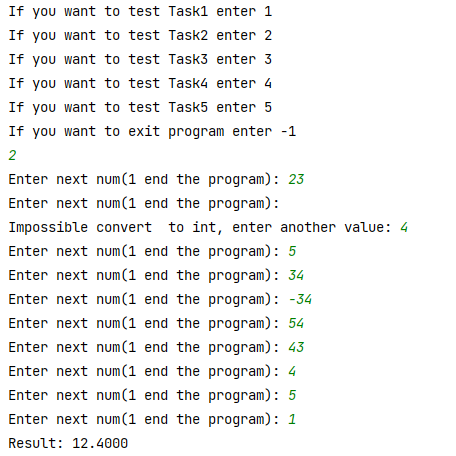 If you want to test Task1 enter 1
If you want to test Task2 enter 2
If you want to test Task3 enter 3
If you want to test Task4 enter 4
If you want to test Task5 enter 5
If you want to exit program enter -1
2
Enter next num(1 end the program): 23
Enter next num(1 end the program):
Impossible convert  to int, enter another value: 4
Enter next num(1 end the program): 5
Enter next num(1 end the program): 34
Enter next num(1 end the program): -34
Enter next num(1 end the program): 54
Enter next num(1 end the program): 43
Enter next num(1 end the program): 4
Enter next num(1 end the program): 5
Enter next num(1 end the program): 1
Result: 12.4000